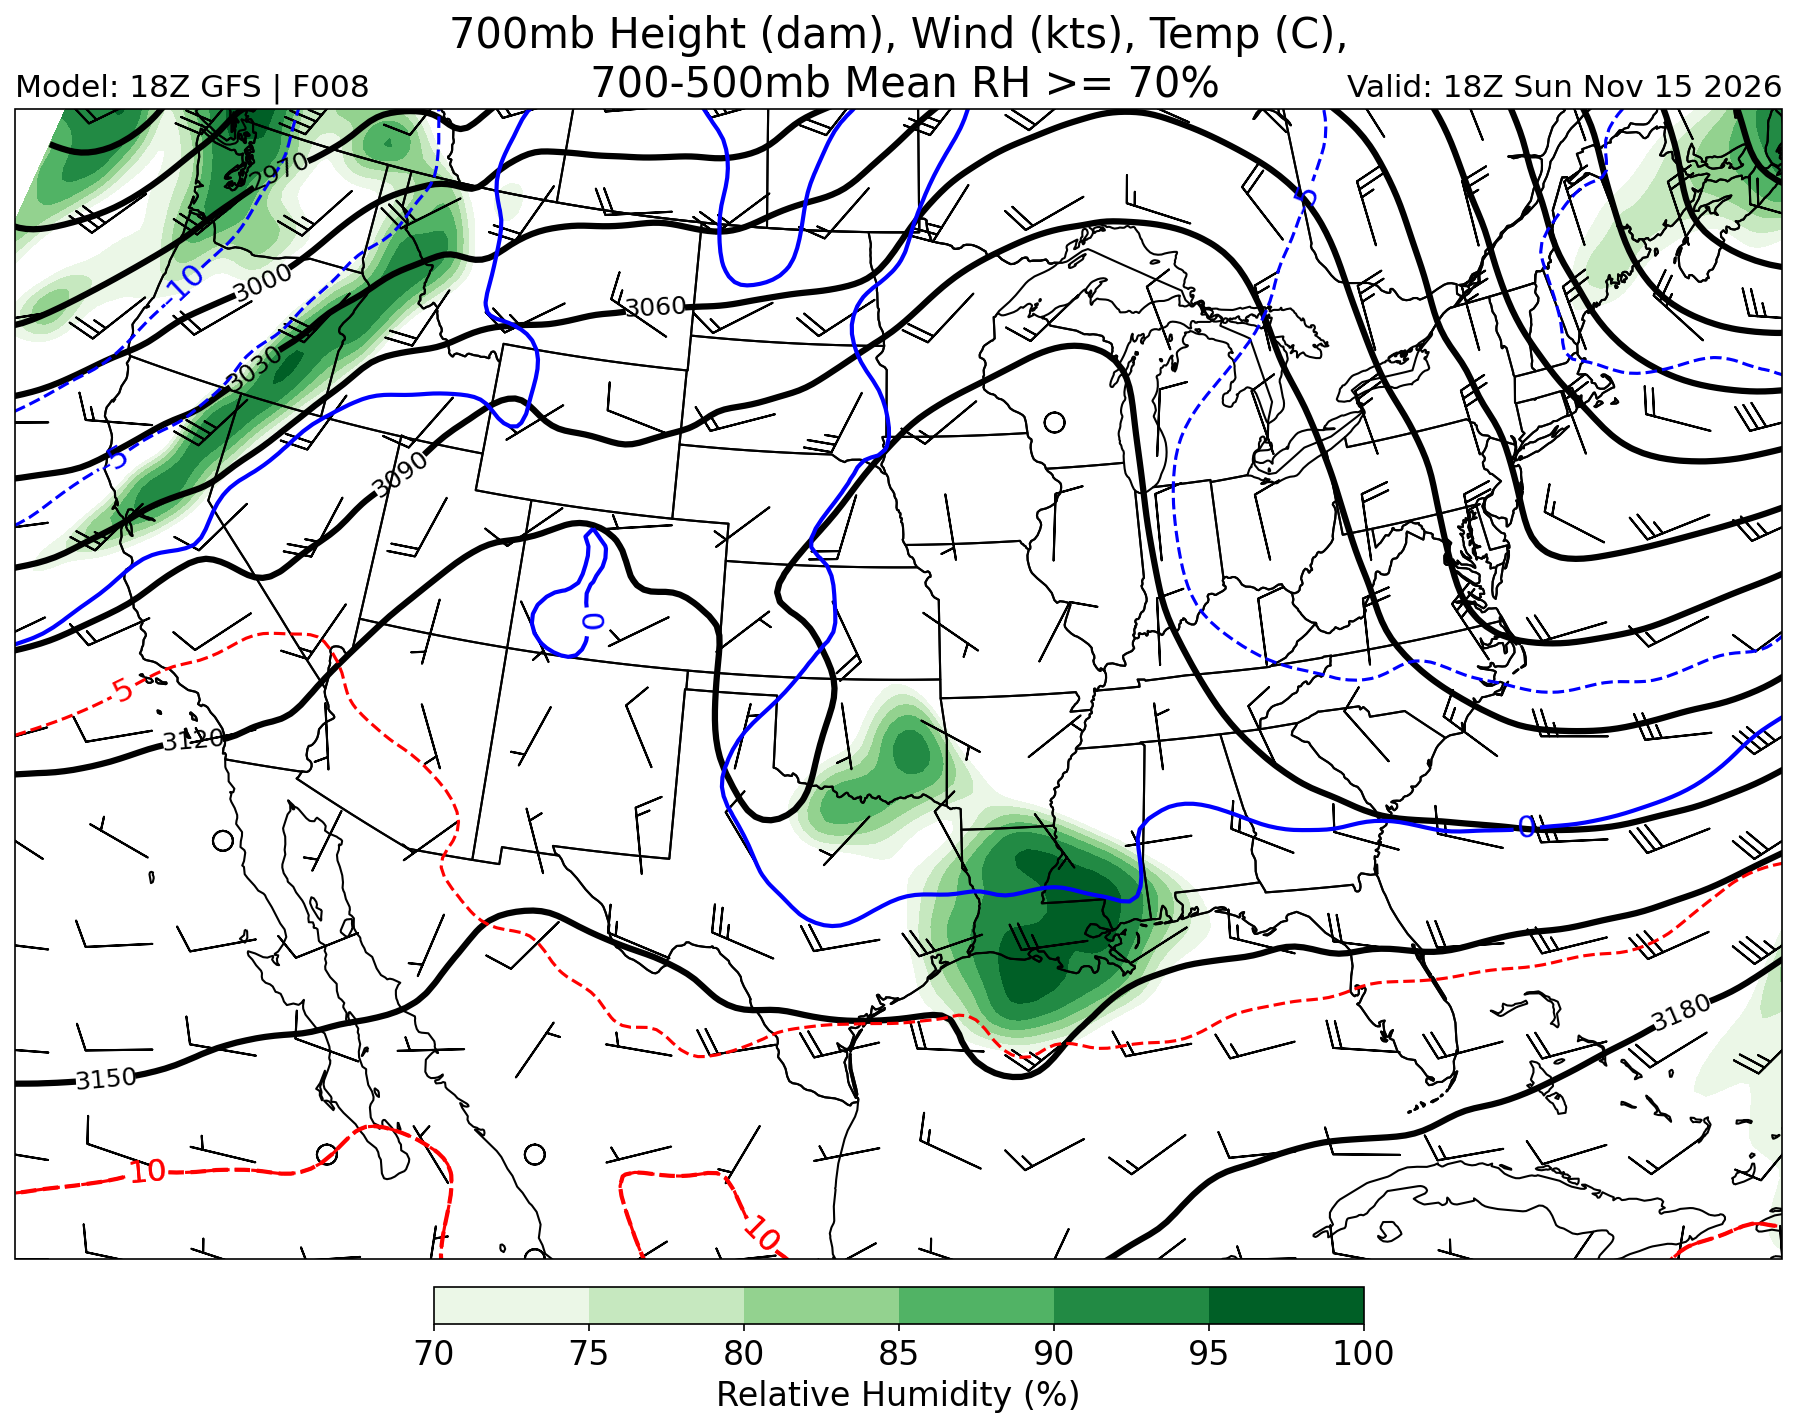 700mb Height (dam), Wind (kts), Temp (C),
700-500mb Mean RH >= 70%
Model: 18Z GFS | F008
Valid: 18Z Sun Nov 15 2026
2970
-5
-10
3000
3060
3030
3090
-5
0
5
3120
0
3180
3150
10
10
70 75 80 85 90 95 100
Relative Humidity (%)